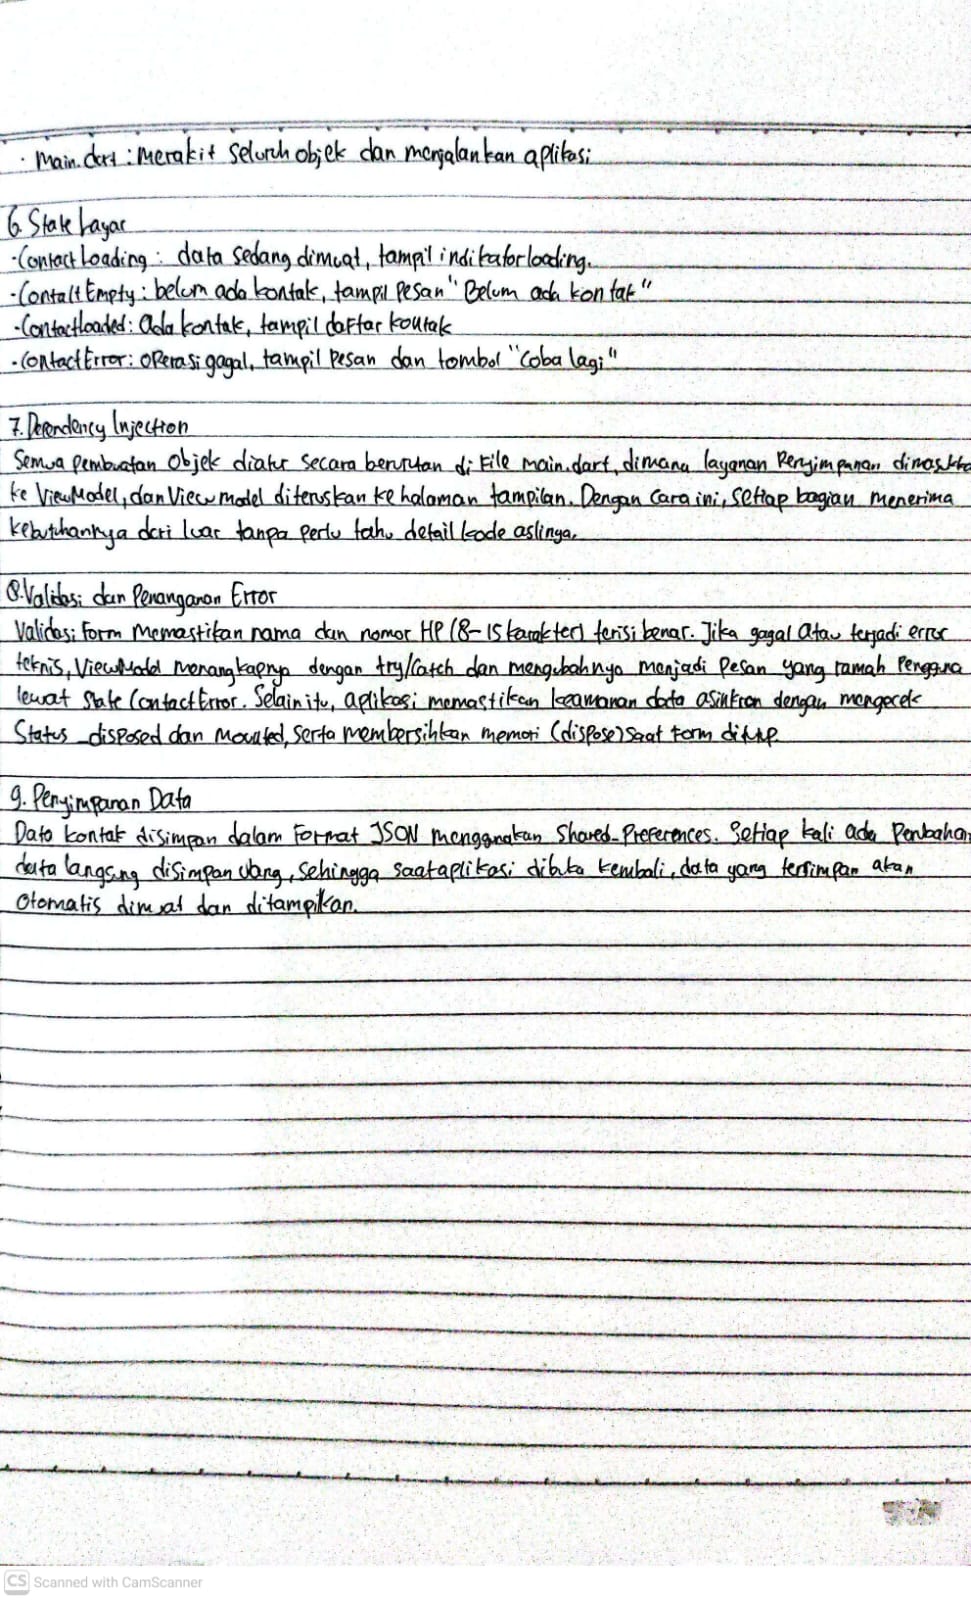 · Main.dart : Merakit seluruh objek dan menjalankan aplikasi
6. State Layar
·ContactLoading : data sedang dimuat, tampil indikator loading.
·ContactEmpty : belum ada kontak, tampil pesan "Belum ada kontak"
·ContactLoaded : Ada kontak, tampil daftar kontak
·ContactError : operasi gagal, tampil pesan dan tombol "Coba lagi"
7. Dependency Injection
Semua pembuatan objek diatur secara berurutan di File main.dart, dimana layanan Penyimpanan
ke ViewModel, dan View model diteruskan ke halaman tampilan. Dengan cara ini, setiap bagian menerima
kebutuhannya dari luar tanpa perlu tahu detail kode aslinya.
8. Validasi dan Penanganan Error
Validasi Form Memastikan nama dan nomor HP (8-15 karakter) terisi benar. Jika gagal Atau terjadi error
teknis, ViewModel menangkapnya dengan try/catch dan mengubahnya menjadi Pesan yang ramah Pengguna
lewat State ContactError. Selain itu, aplikasi memastikan keamanan data asinkron dengan mengecek
Status _disposed dan Mounted, serta membersihkan memori (dispose) saat Form
9. Penyimpanan Data
Data kontak disimpan dalam Format JSON menggunakan Shared_Preferences. Setiap kali ada Perubahan
data langsung disimpan ulang, sehingga saat aplikasi dibuka kembali, data yang tersimpan akan
Otomatis dimuat dan ditampilkan.
CS Scanned with CamScanner